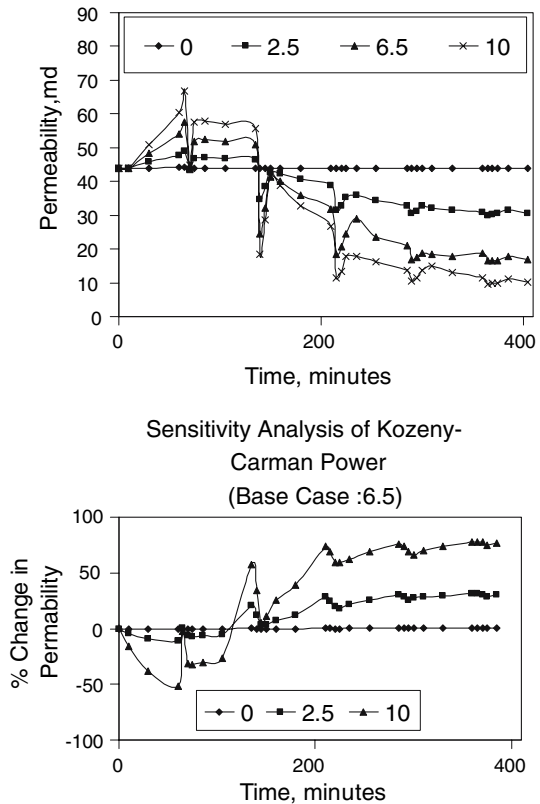 0 2.5 6.5 10
90
80
70
60
50
40
30
20
10
0
Permeability,md
0 200 400
Time, minutes
Sensitivity Analysis of Kozeny-
Carman Power
(Base Case :6.5)
100
50
0
-50
-100
% Change in
Permability
0 2.5 10
0 200 400
Time, minutes